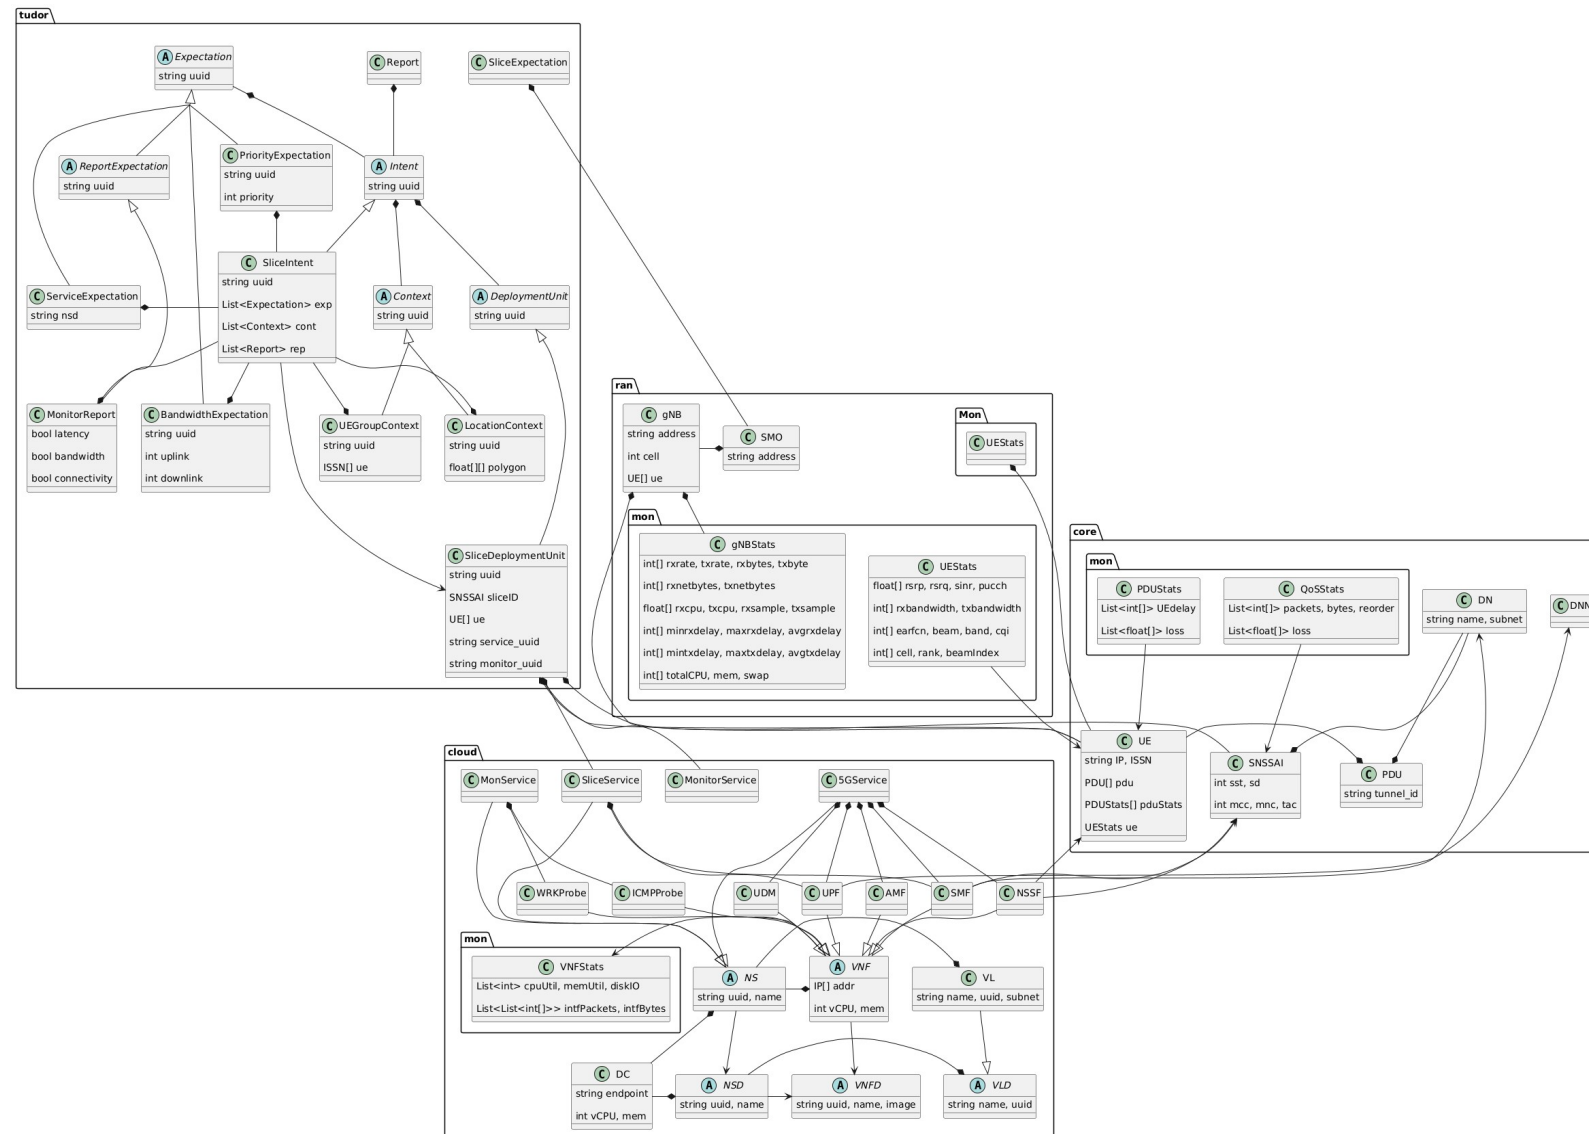 tudor
A Expectation
string uuid
C Report
C SliceExpectation
A ReportExpectation
string uuid
C PriorityExpectation
string uuid
int priority
A Intent
string uuid
C SliceIntent
string uuid
List<Expectation> exp
List<Context> cont
List<Report> rep
C ServiceExpectation
string nsd
A Context
string uuid
A DeploymentUnit
string uuid
C MonitorReport
bool latency
bool bandwidth
bool connectivity
C BandwidthExpectation
string uuid
int uplink
int downlink
C UEGroupContext
string uuid
ISSN[] ue
C LocationContext
string uuid
float[][] polygon
C SliceDeploymentUnit
string uuid
SNSSAI sliceID
UE[] ue
string service_uuid
string monitor_uuid
ran
C gNB
string address
int cell
UE[] ue
C SMO
string address
Mon
C UEStats
mon
C gNBStats
int[] rxrate, txrate, rxbytes, txbyte
int[] rxnetbytes, txnetbytes
float[] rxcpu, txcpu, rxsample, txsample
int[] minrxdelay, maxrxdelay, avgrxdelay
int[] mintxdelay, maxtxdelay, avgtxdelay
int[] totalCPU, mem, swap
C UEStats
float[] rsrp, rsrq, sinr, pucch
int[] rxbandwidth, txbandwidth
int[] earfcn, beam, band, cqi
int[] cell, rank, beamIndex
core
mon
C PDUStats
List<int[]> UEdelay
List<float[]> loss
C QoSStats
List<int[]> packets, bytes, reorder
List<float[]> loss
C DN
string name, subnet
C DNN
C UE
string IP, ISSN
PDU[] pdu
PDUStats[] pduStats
UEStats ue
C SNSSAI
int sst, sd
int mcc, mnc, tac
C PDU
string tunnel_id
cloud
C MonService
C SliceService
C MonitorService
C 5GService
C WRKProbe
C ICMPProbe
C UDM
C UPF
C AMF
C SMF
C NSSF
mon
C VNFStats
List<int> cpuUtil, memUtil, diskIO
List<List<int[]>> intfPackets, intfBytes
A NS
string uuid, name
A VNF
IP[] addr
int vCPU, mem
C VL
string name, uuid, subnet
C DC
string endpoint
int vCPU, mem
A NSD
string uuid, name
A VNFD
string uuid, name, image
A VLD
string name, uuid